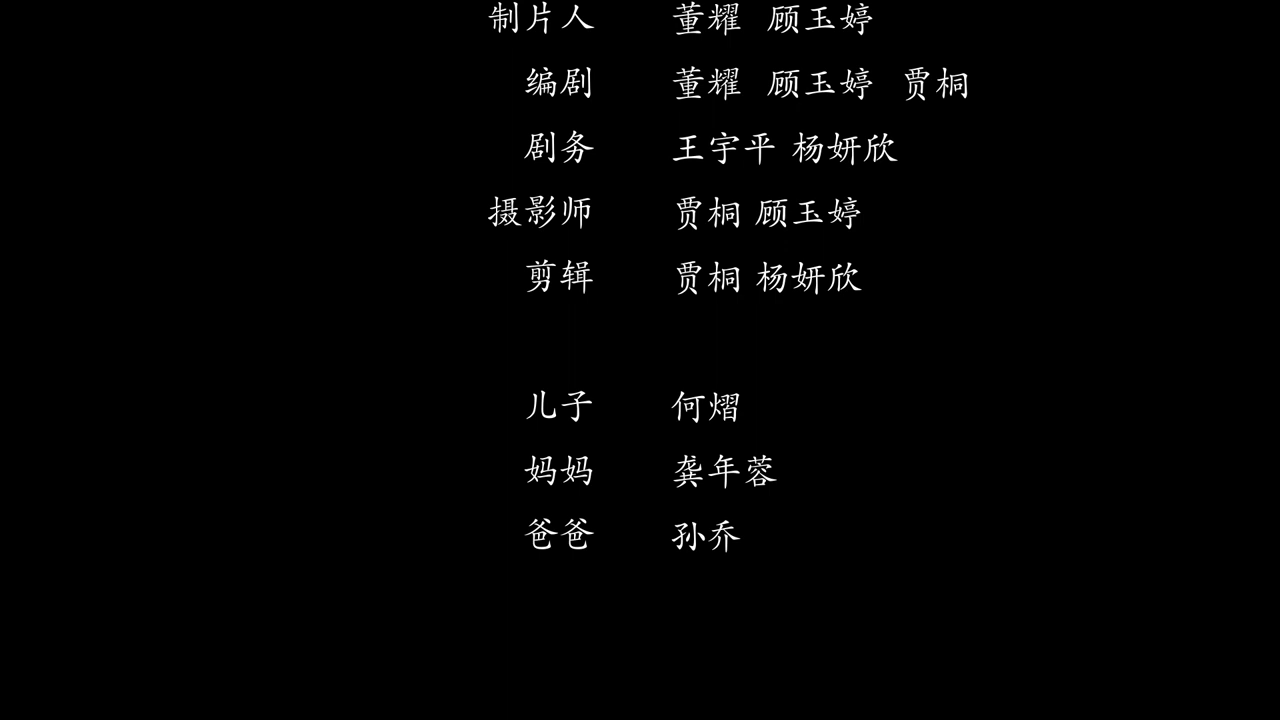 制片人 董耀 顾玉婷
编剧 董耀 顾玉婷 贾桐
剧务 王宇平 杨妍欣
摄影师 贾桐 顾玉婷
剪辑 贾桐 杨妍欣
儿子 何熠
妈妈 龚年蓉
爸爸 孙乔